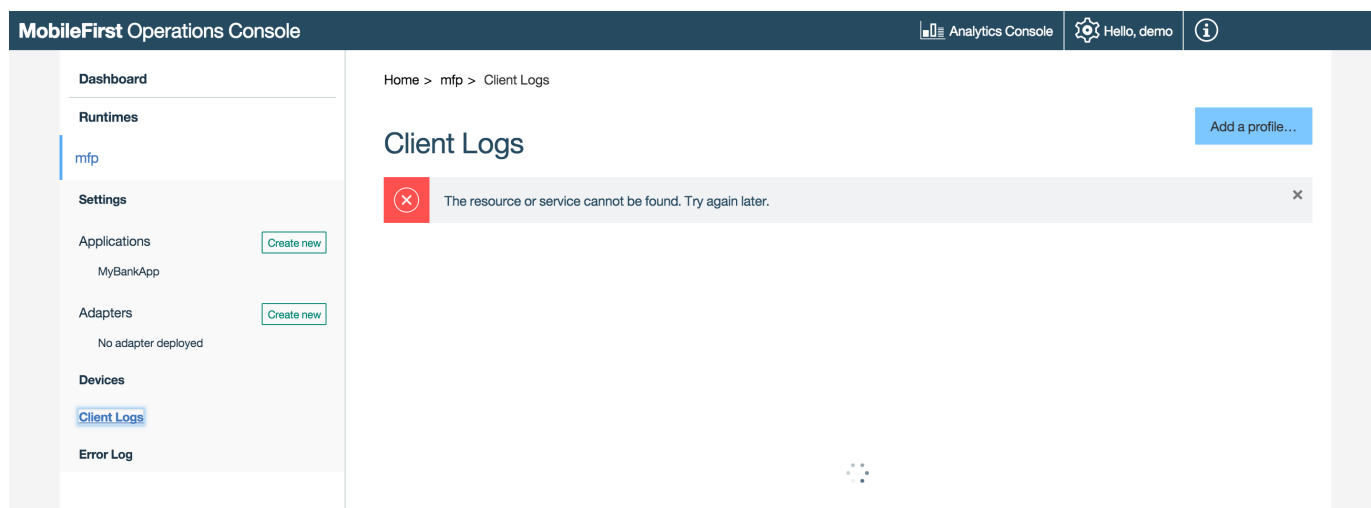 MobileFirst Operations Console
Analytics Console
Hello, demo
Dashboard
Runtimes
mfp
Settings
Applications
Create new
MyBankApp
Adapters
Create new
No adapter deployed
Devices
Client Logs
Error Log
Home > mfp > Client Logs
Add a profile...
Client Logs
The resource or service cannot be found. Try again later.